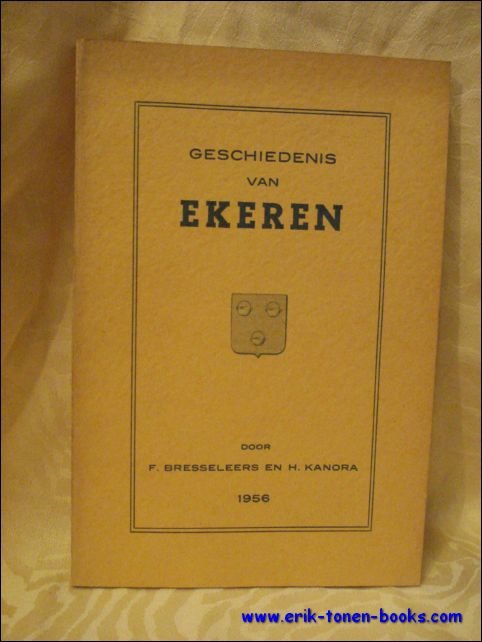 GESCHIEDENIS
VAN
EKEREN
DOOR
F. BRESSELEERS EN H. KANORA
1956
www.erik-tonen-books.com